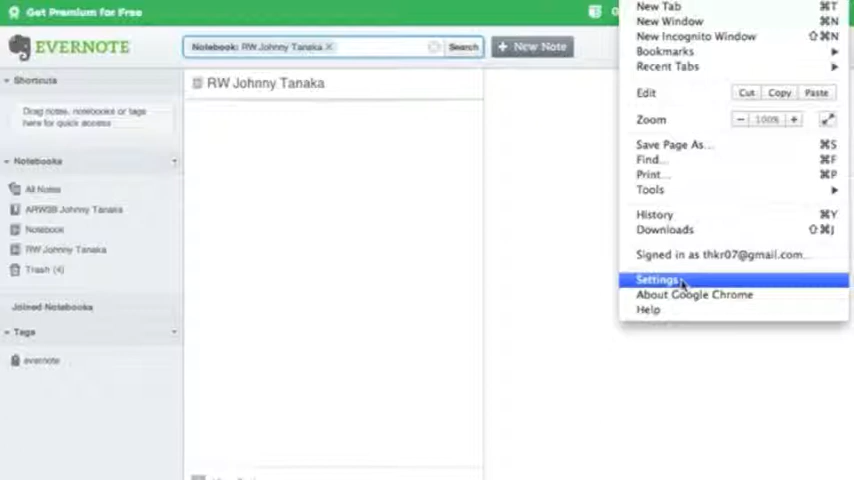 Get Premium for Free
EVERNOTE
Notebook: RW Johnny Tanaka ×
Search
+ New Note
Shortcuts
Drag notes, notebooks or tags
here for quick access
Notebooks
All Notes
ARW2B Johnny Tanaka
Notebook
RW Johnny Tanaka
Trash (4)
Joined Notebooks
Tags
evernote
RW Johnny Tanaka
New Tab ⌘T
New Window ⌘N
New Incognito Window ⇧⌘N
Bookmarks
Recent Tabs
Edit Cut Copy Paste
Zoom − 100% +
Save Page As... ⌘S
Find... ⌘F
Print... ⌘P
Tools
History ⌘Y
Downloads ⇧⌘J
Signed in as thkr07@gmail.com...
Settings
About Google Chrome
Help